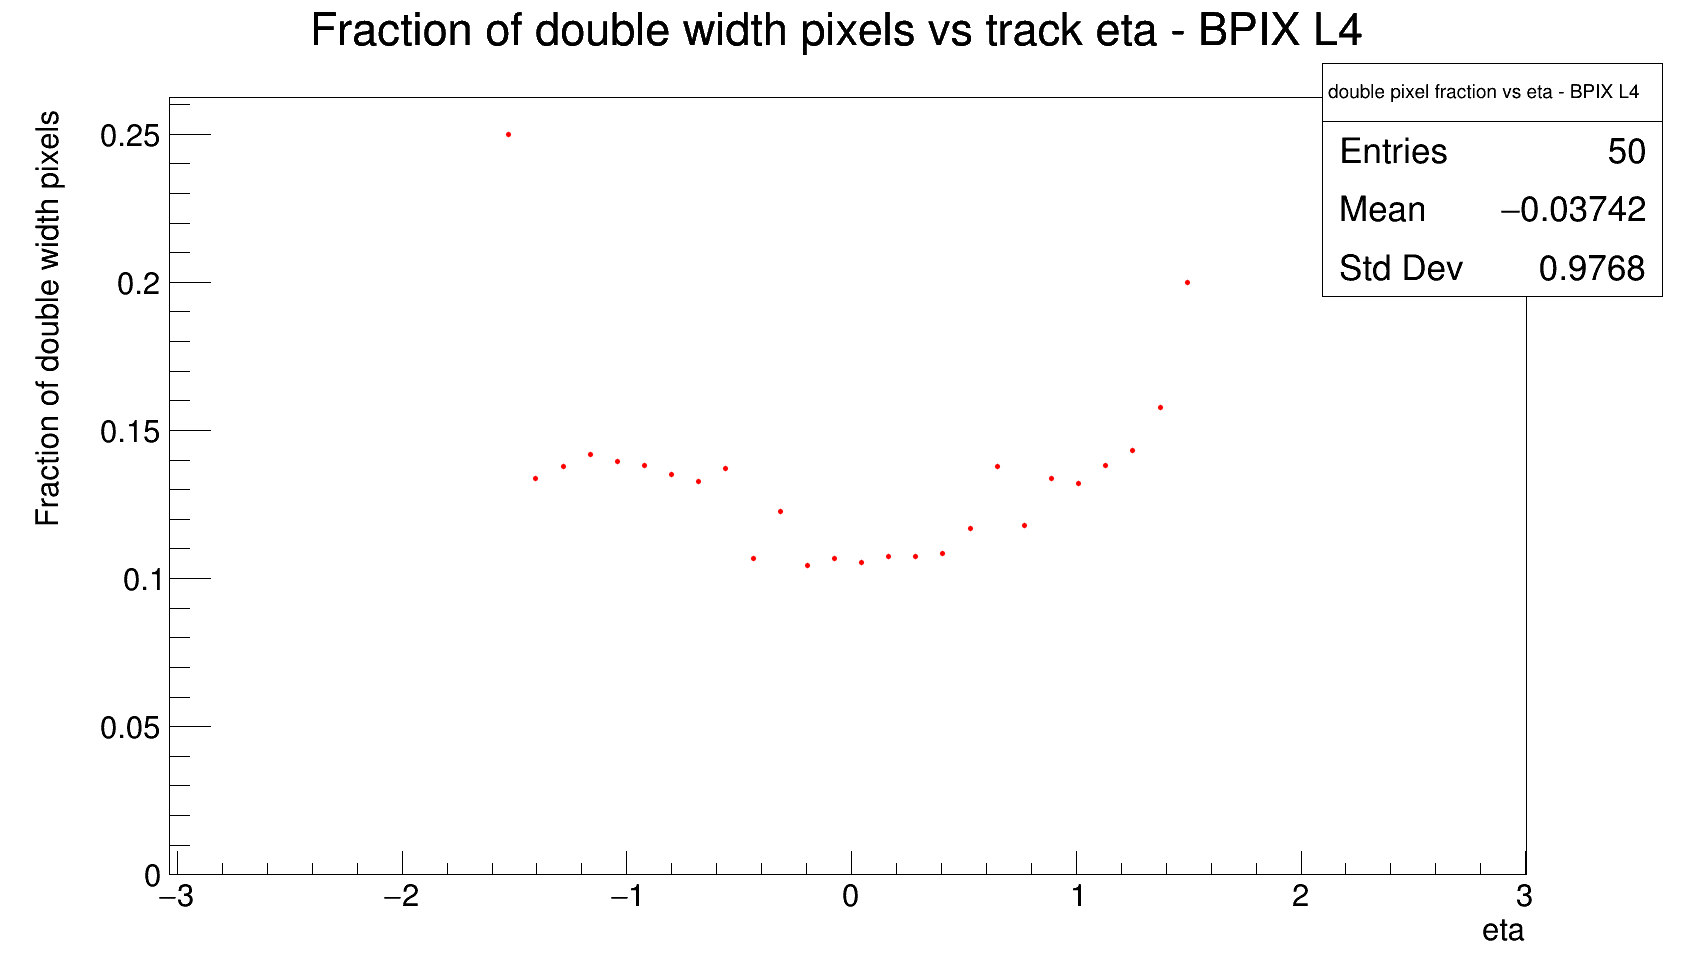 Fraction of double width pixels vs track eta - BPIX L4
double pixel fraction vs eta - BPIX L4
Entries 50
Mean −0.03742
Std Dev 0.9768
Fraction of double width pixels
0.25
0.2
0.15
0.1
0.05
0
−3 −2 −1 0 1 2 3
eta